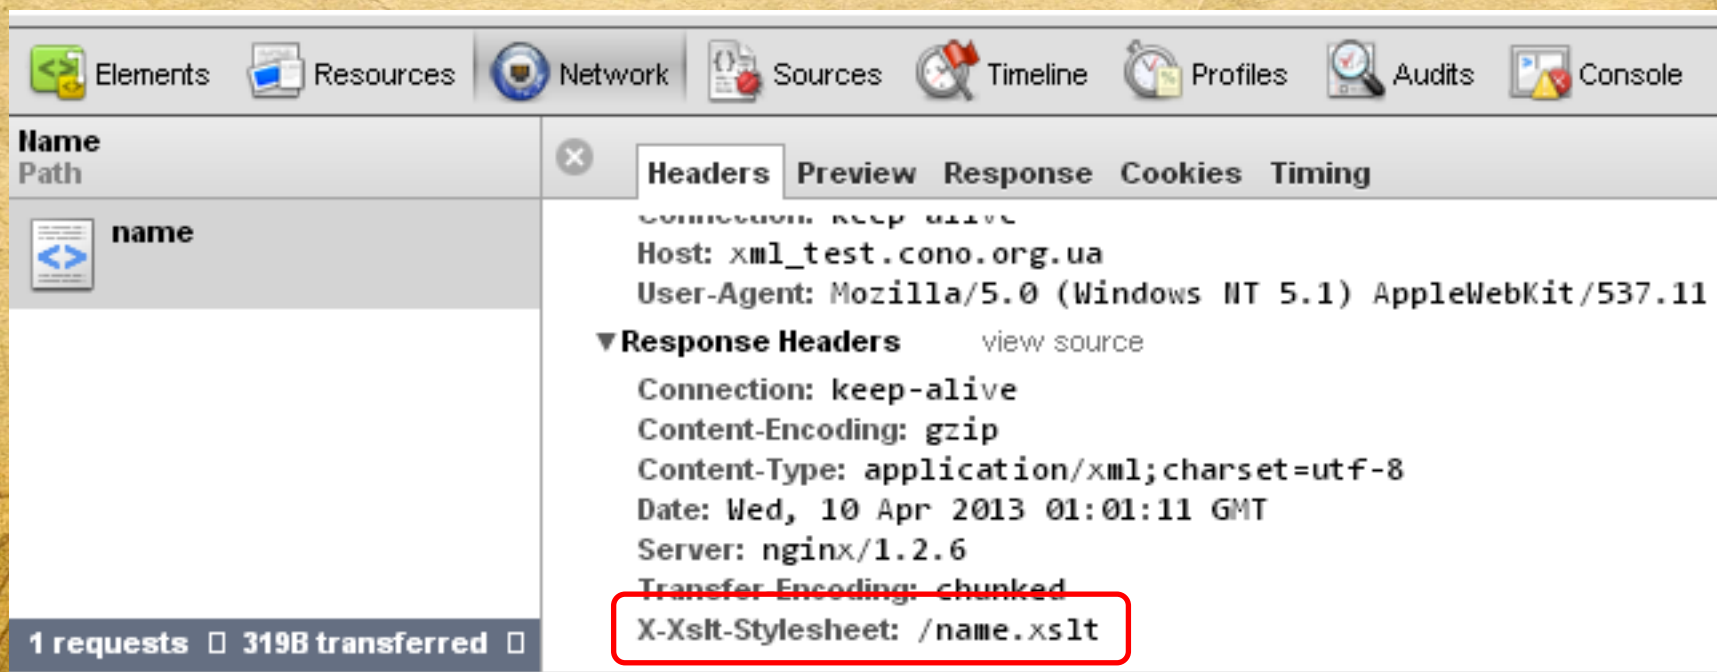 Elements Resources Network Sources Timeline Profiles Audits Console
Name
Path
Headers Preview Response Cookies Timing
name
Connection: keep-alive
Host: xml_test.cono.org.ua
User-Agent: Mozilla/5.0 (Windows NT 5.1) AppleWebKit/537.11
Response Headers view source
Connection: keep-alive
Content-Encoding: gzip
Content-Type: application/xml;charset=utf-8
Date: Wed, 10 Apr 2013 01:01:11 GMT
Server: nginx/1.2.6
Transfer-Encoding: chunked
X-Xslt-Stylesheet: /name.xslt
1 requests ▯ 319B transferred ▯